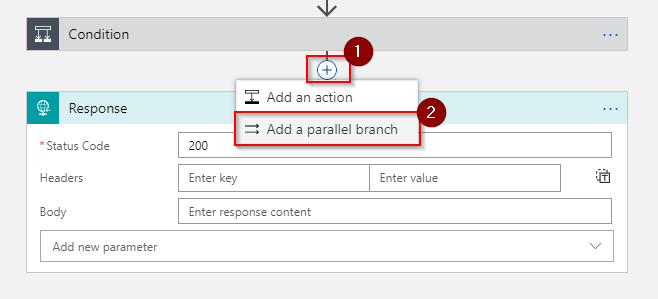 Condition
...
1
+
Add an action
Response
...
Add a parallel branch
2
*Status Code
200
Headers
Enter key
Enter value
T
Body
Enter response content
Add new parameter